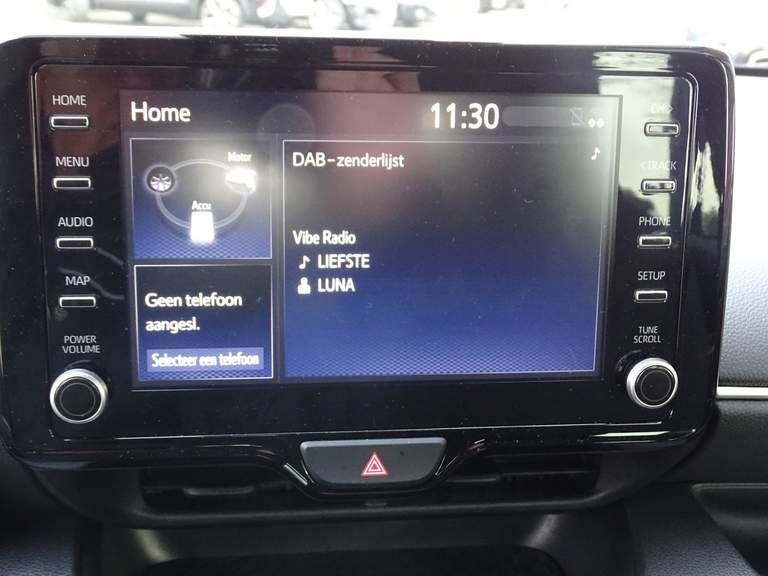 HOME
MENU
AUDIO
MAP
POWER
VOLUME
Home
11:30
Motor
Accu
Geen telefoon
aangesl.
Selecteer een telefoon
DAB-zenderlijst
Vibe Radio
LIEFSTE
LUNA
CH>
<TRACK
PHONE
SETUP
TUNE
SCROLL